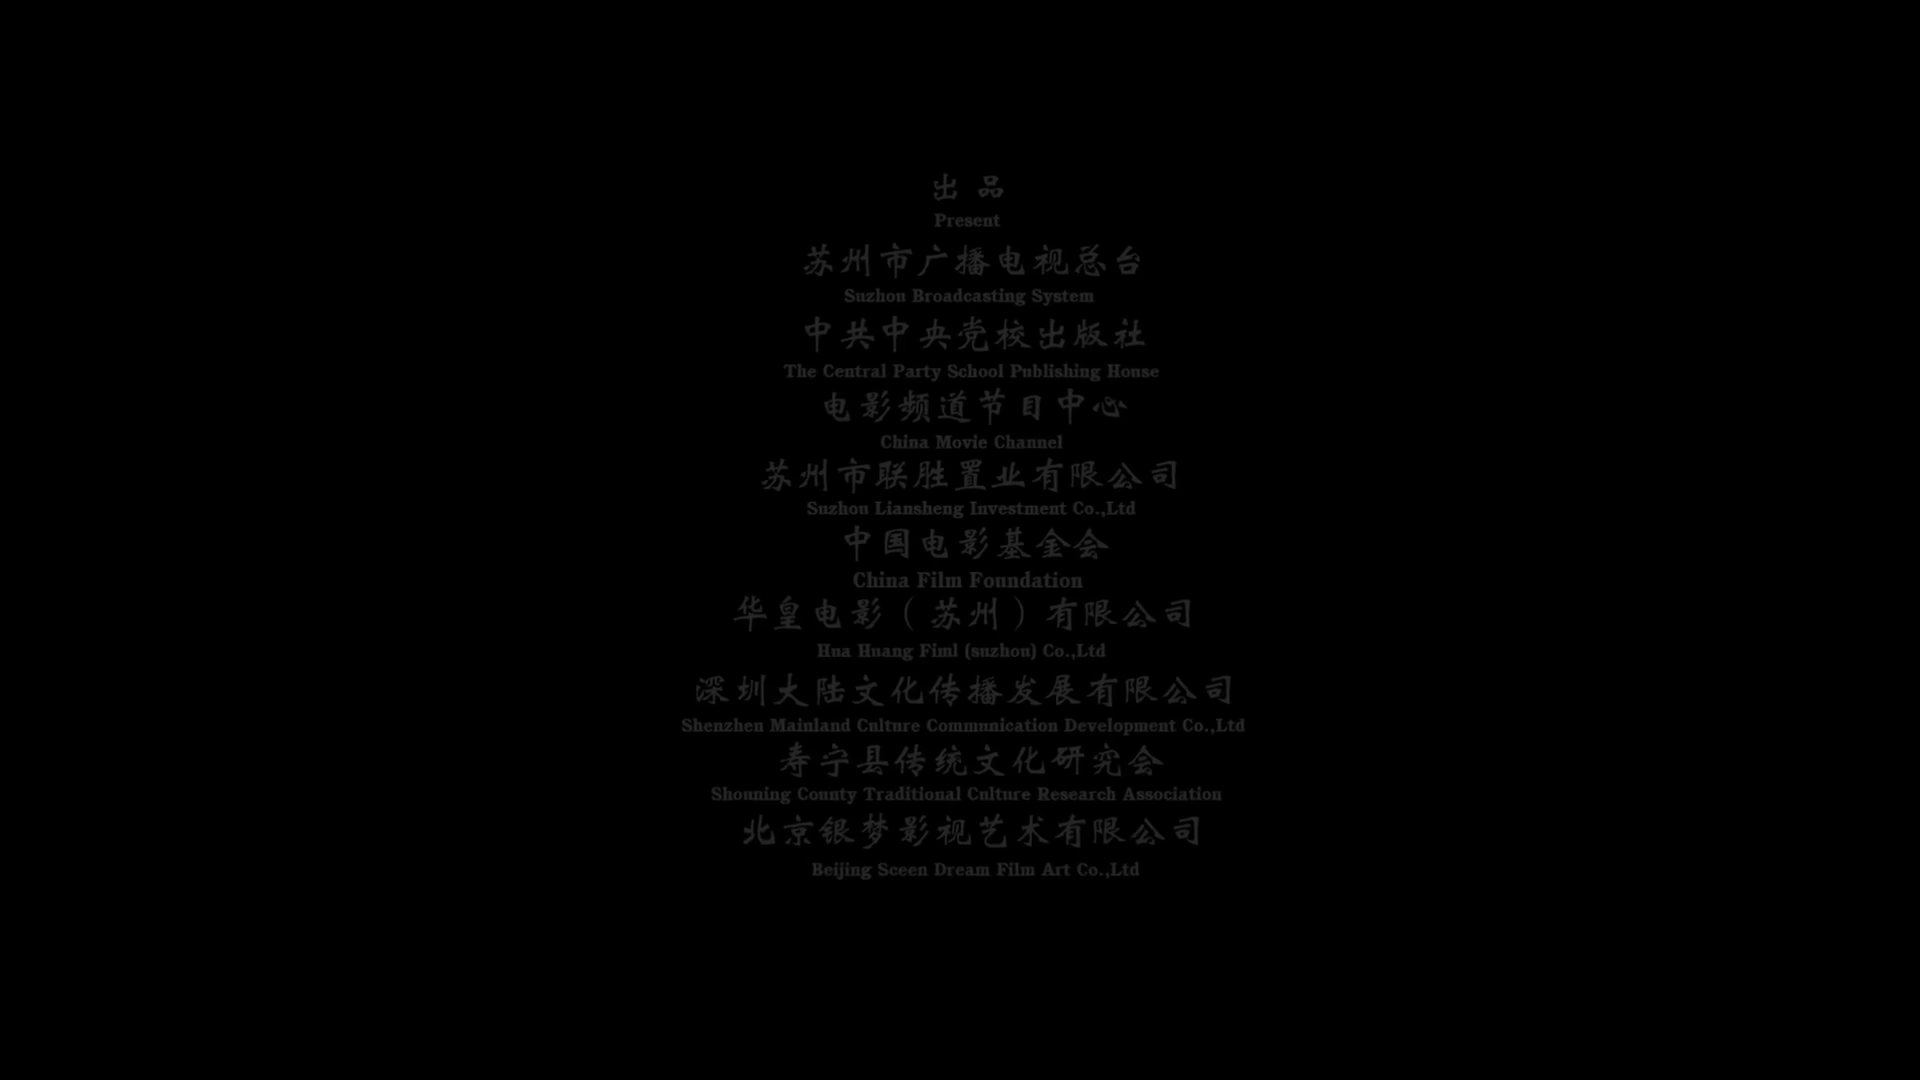 出 品
Present
苏州市广播电视总台
Suzhou Broadcasting System
中共中央党校出版社
The Central Party School Publishing House
电影频道节目中心
China Movie Channel
苏州市联胜置业有限公司
Suzhou Liansheng Investment Co.,Ltd
中国电影基金会
China Film Foundation
华皇电影（苏州）有限公司
Hua Huang Fiml (suzhou) Co.,Ltd
深圳大陆文化传播发展有限公司
Shenzhen Mainland Culture Communication Development Co.,Ltd
寿宁县传统文化研究会
Shouning County Traditional Culture Research Association
北京银梦影视艺术有限公司
Beijing Sceen Dream Film Art Co.,Ltd